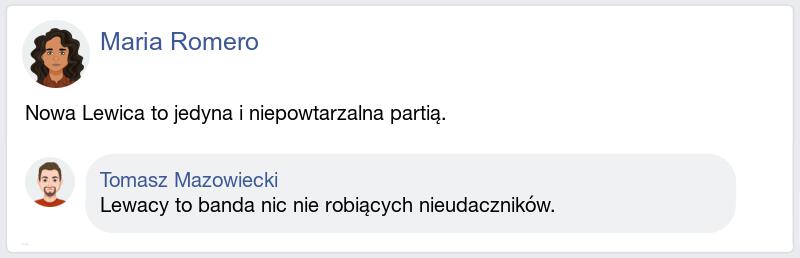 Maria Romero
Nowa Lewica to jedyna i niepowtarzalna partią.
Tomasz Mazowiecki
Lewacy to banda nic nie robiących nieudaczników.